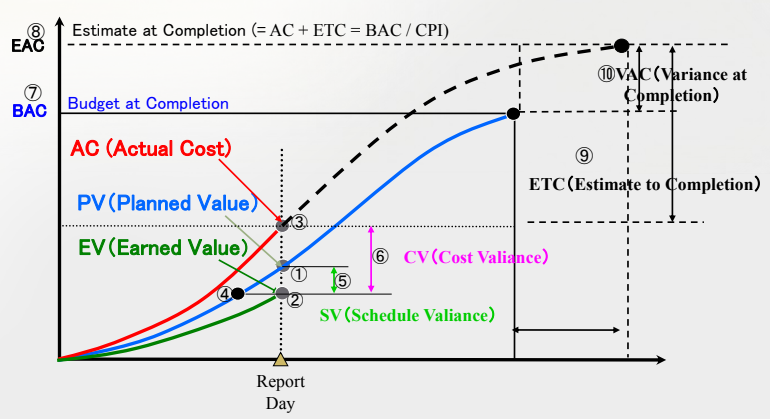 ⑧ Estimate at Completion (= AC + ETC = BAC / CPI)
EAC
⑩VAC(Variance at
Completion)
⑦ Budget at Completion
BAC
AC (Actual Cost)
⑨
ETC(Estimate to Completion)
PV(Planned Value)
③
EV(Earned Value)
⑥ CV(Cost Valiance)
①
⑤
④
②
SV(Schedule Valiance)
Report
Day